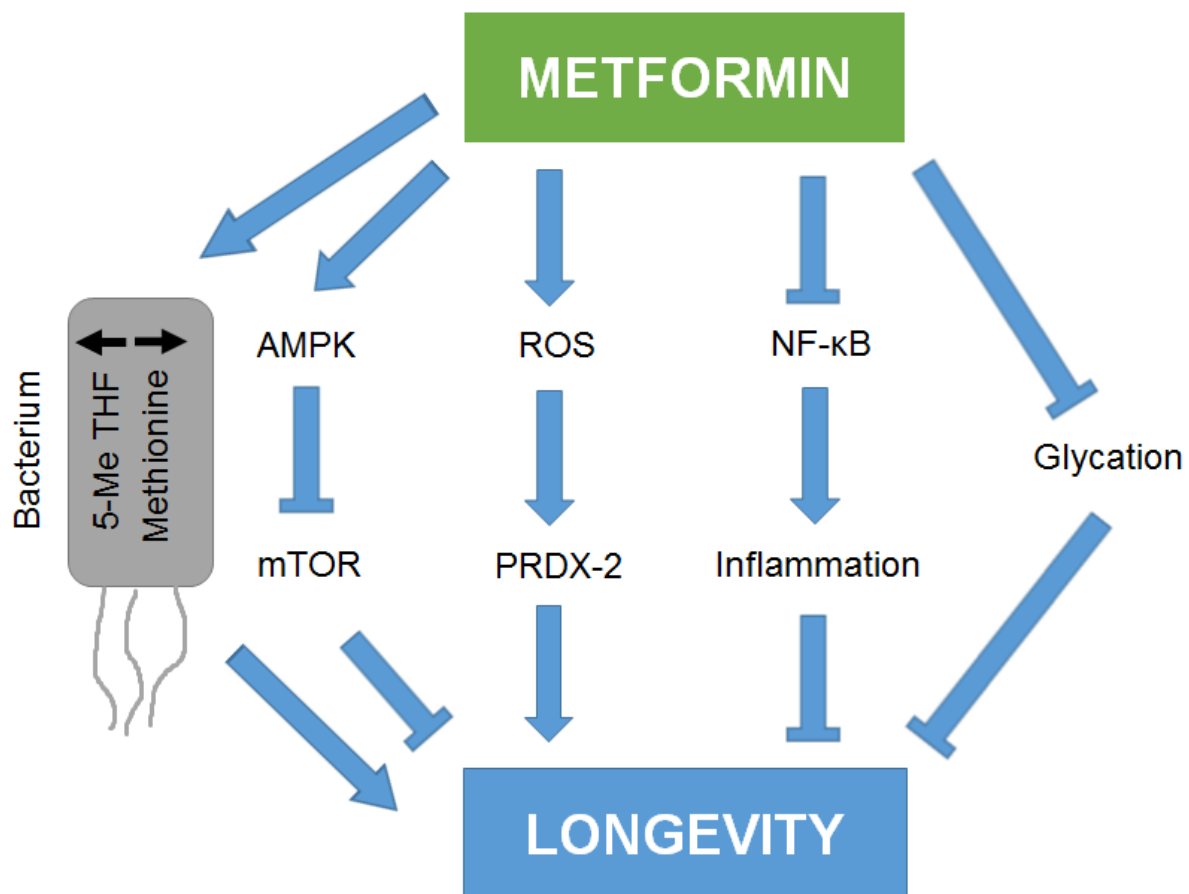 METFORMIN
Bacterium
5-Me THF
Methionine
AMPK
ROS
NF-κB
Glycation
mTOR
PRDX-2
Inflammation
LONGEVITY